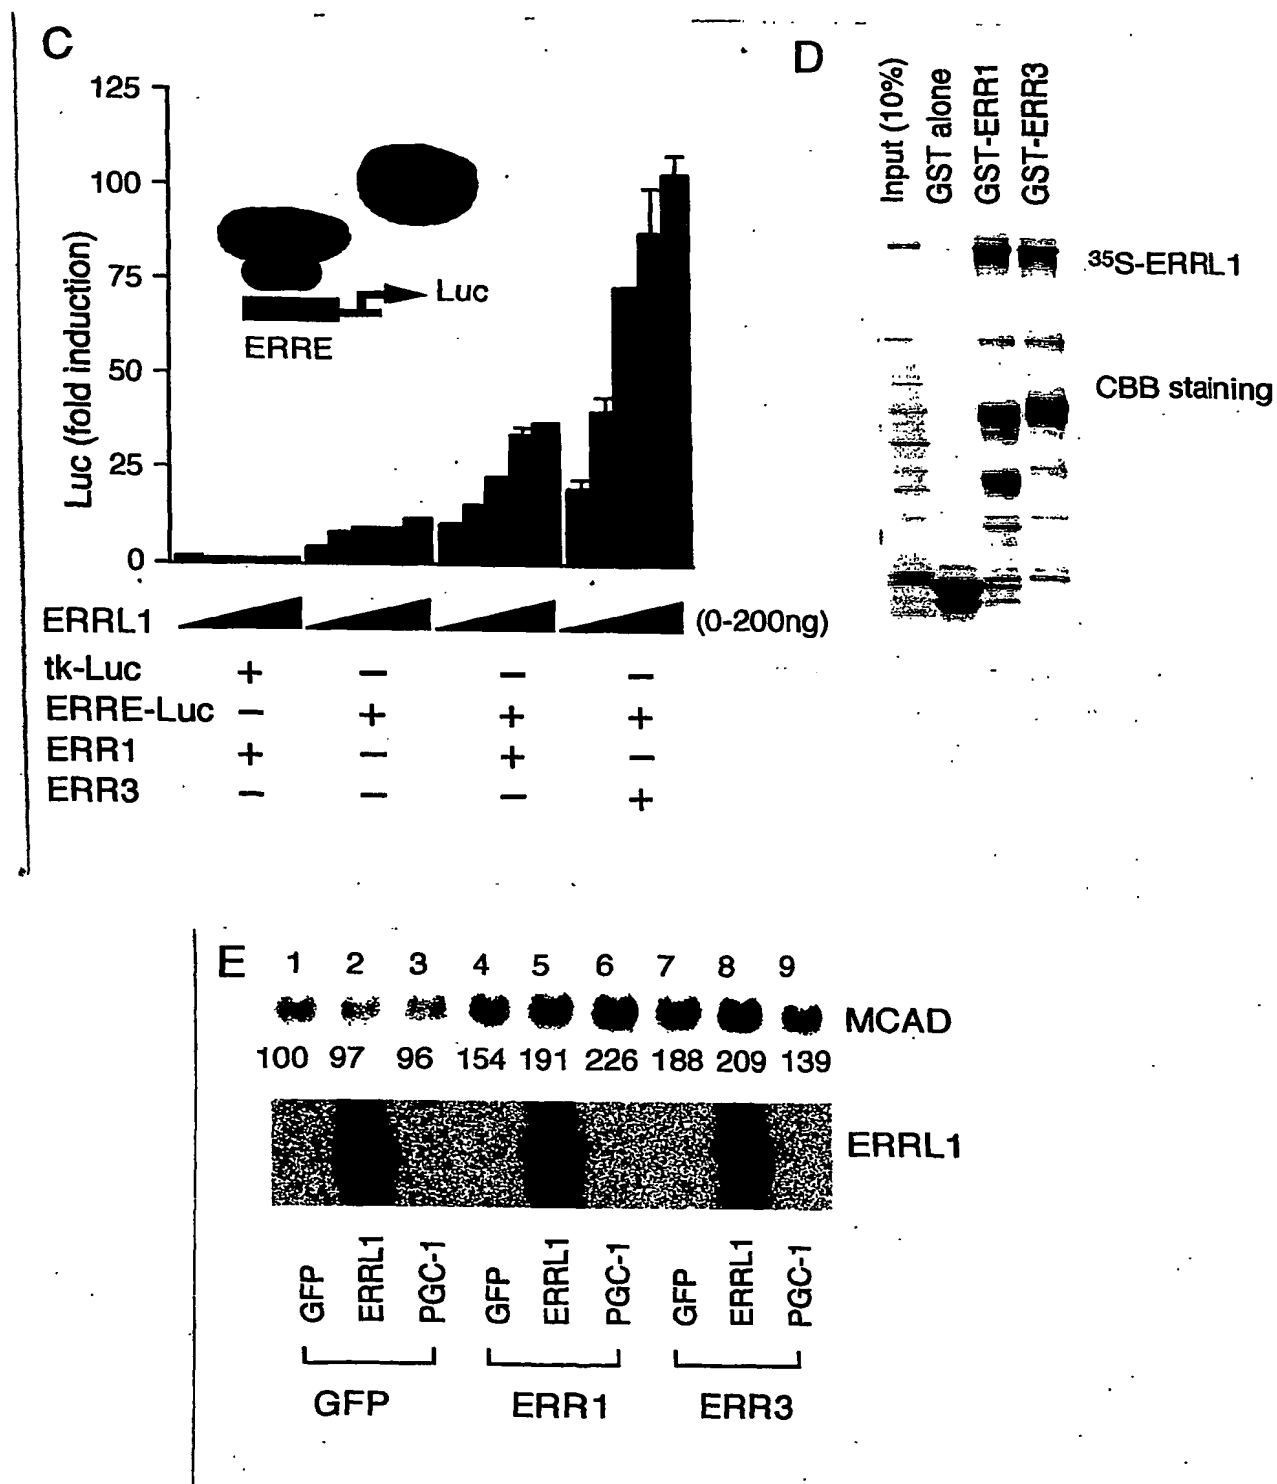 C
125
100
75
50
25
0
Luc (fold induction)
Luc
ERRE
ERRL1 (0-200ng)
tk-Luc + − − −
ERRE-Luc − + + +
ERR1 + − + −
ERR3 − − − +
D
Input (10%)
GST alone
GST-ERR1
GST-ERR3
³⁵S-ERRL1
CBB staining
E 1 2 3 4 5 6 7 8 9
MCAD
100 97 96 154 191 226 188 209 139
ERRL1
GFP ERRL1 PGC-1 GFP ERRL1 PGC-1 GFP ERRL1 PGC-1
GFP ERR1 ERR3